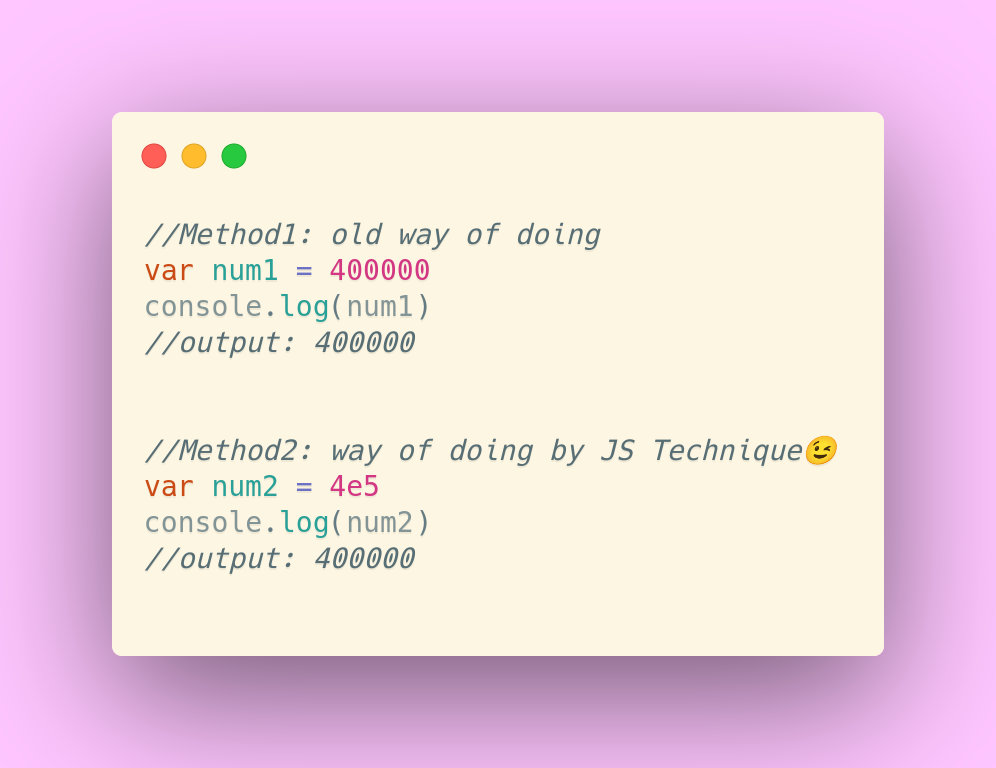 //Method1: old way of doing
var num1 = 400000
console.log(num1)
//output: 400000
//Method2: way of doing by JS Technique😉
var num2 = 4e5
console.log(num2)
//output: 400000